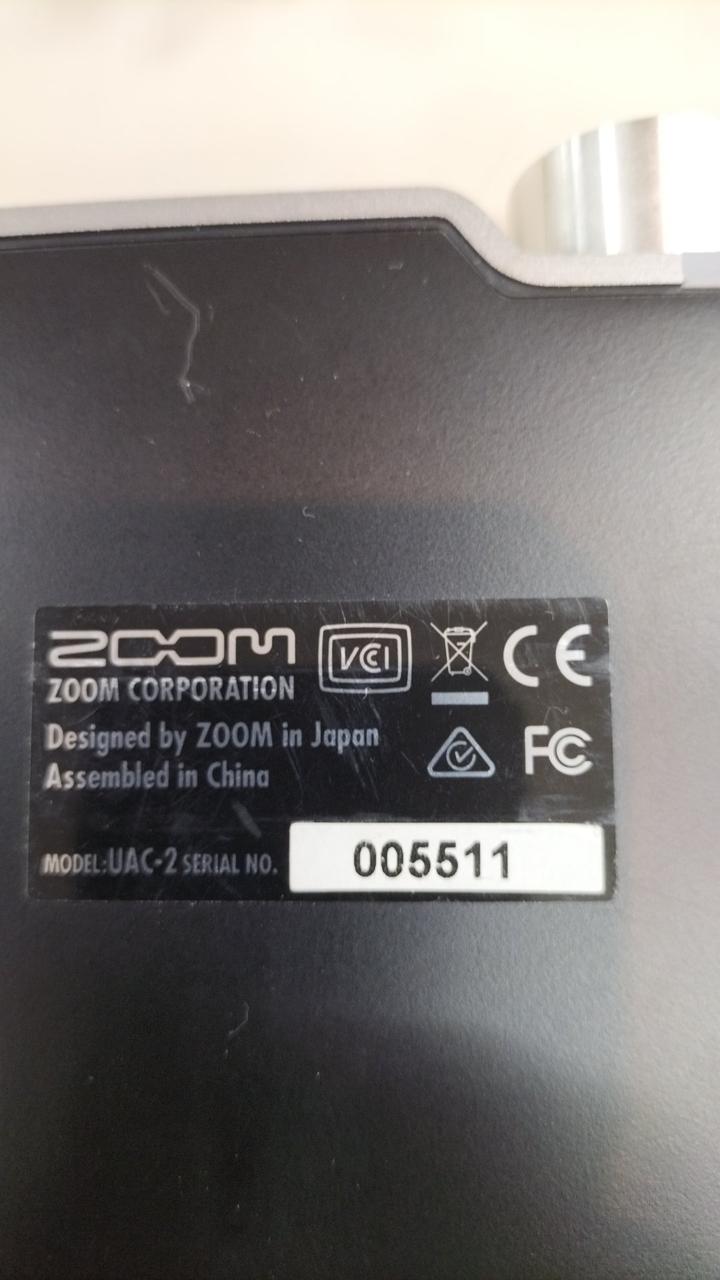 ZOOM
ZOOM CORPORATION
VCCI
CE
Designed by ZOOM in Japan
Assembled in China
FC
MODEL:UAC-2 SERIAL NO. 005511